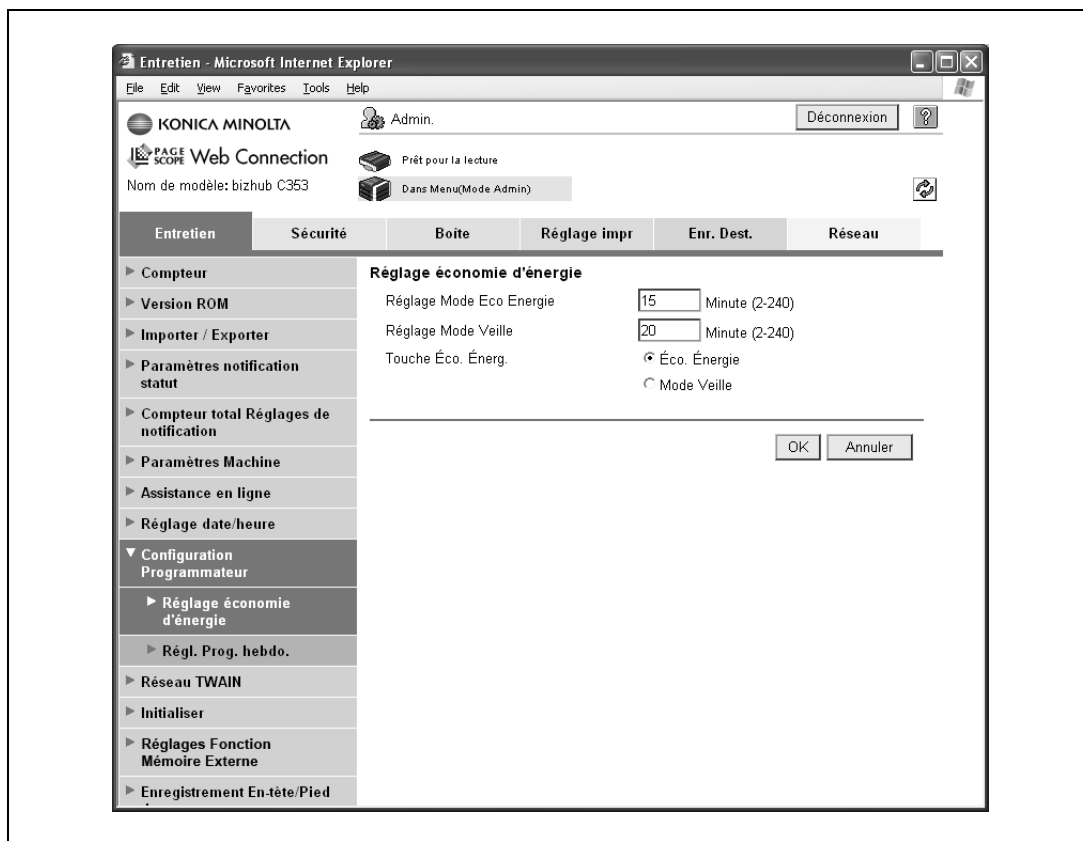 Entretien - Microsoft Internet Explorer
File Edit View Favorites Tools Help
KONICA MINOLTA
Admin.
Déconnexion
?
PAGE SCOPE Web Connection
Prêt pour la lecture
Nom de modèle: bizhub C353
Dans Menu(Mode Admin)
Entretien Sécurité Boîte Réglage impr Enr. Dest. Réseau
Compteur
Version ROM
Importer / Exporter
Paramètres notification
statut
Compteur total Réglages de
notification
Paramètres Machine
Assistance en ligne
Réglage date/heure
Configuration
Programmateur
Réglage économie
d'énergie
Régl. Prog. hebdo.
Réseau TWAIN
Initialiser
Réglages Fonction
Mémoire Externe
Enregistrement En-tête/Pied
Réglage économie d'énergie
Réglage Mode Eco Energie 15 Minute (2-240)
Réglage Mode Veille 20 Minute (2-240)
Touche Éco. Énerg. Éco. Énergie
Mode Veille
OK Annuler